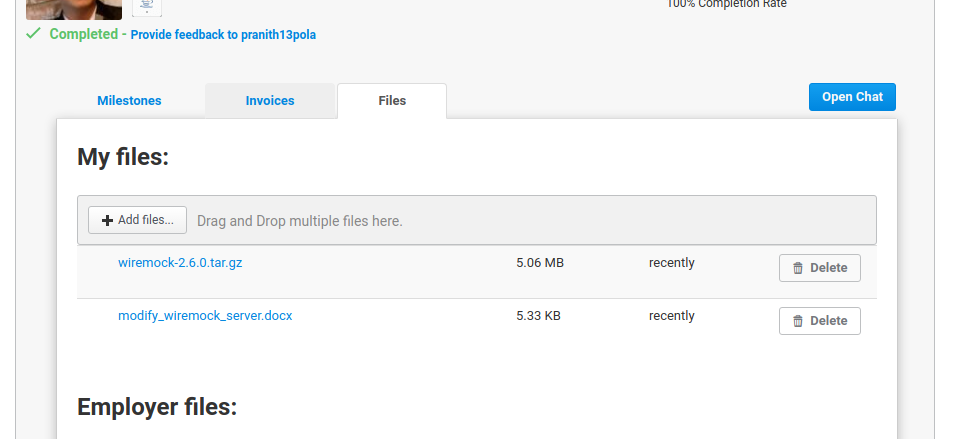 100% Completion Rate
Completed - Provide feedback to pranith13pola
Milestones Invoices Files Open Chat
My files:
Add files... Drag and Drop multiple files here.
wiremock-2.6.0.tar.gz 5.06 MB recently Delete
modify_wiremock_server.docx 5.33 KB recently Delete
Employer files: